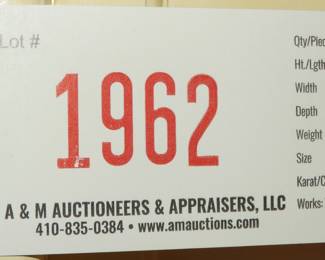 Lot #
1962
A & M AUCTIONEERS & APPRAISERS, LLC
410-835-0384 • www.amauctions.com
Qty/Piec
Ht./Lgth
Width
Depth
Weight
Size
Karat/C
Works: